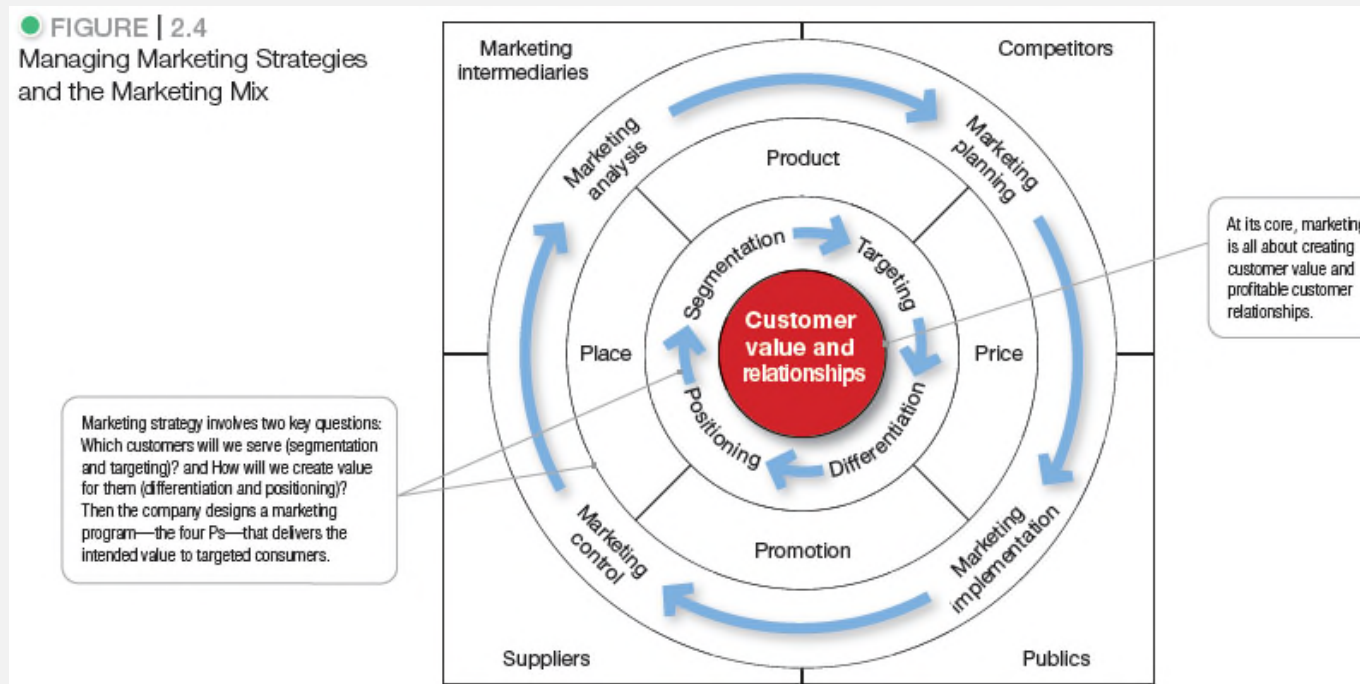 FIGURE | 2.4
Managing Marketing Strategies
and the Marketing Mix
Marketing
intermediaries
Competitors
Marketing
analysis
Marketing
planning
Product
Segmentation
Targeting
At its core, marketing
is all about creating
customer value and
profitable customer
relationships.
Customer
value and
relationships
Place
Price
Positioning
Differentiation
Marketing strategy involves two key questions:
Which customers will we serve (segmentation
and targeting)? and How will we create value
for them (differentiation and positioning)?
Then the company designs a marketing
program—the four Ps—that delivers the
intended value to targeted consumers.
Marketing
control
Promotion
Marketing
implementation
Suppliers
Publics